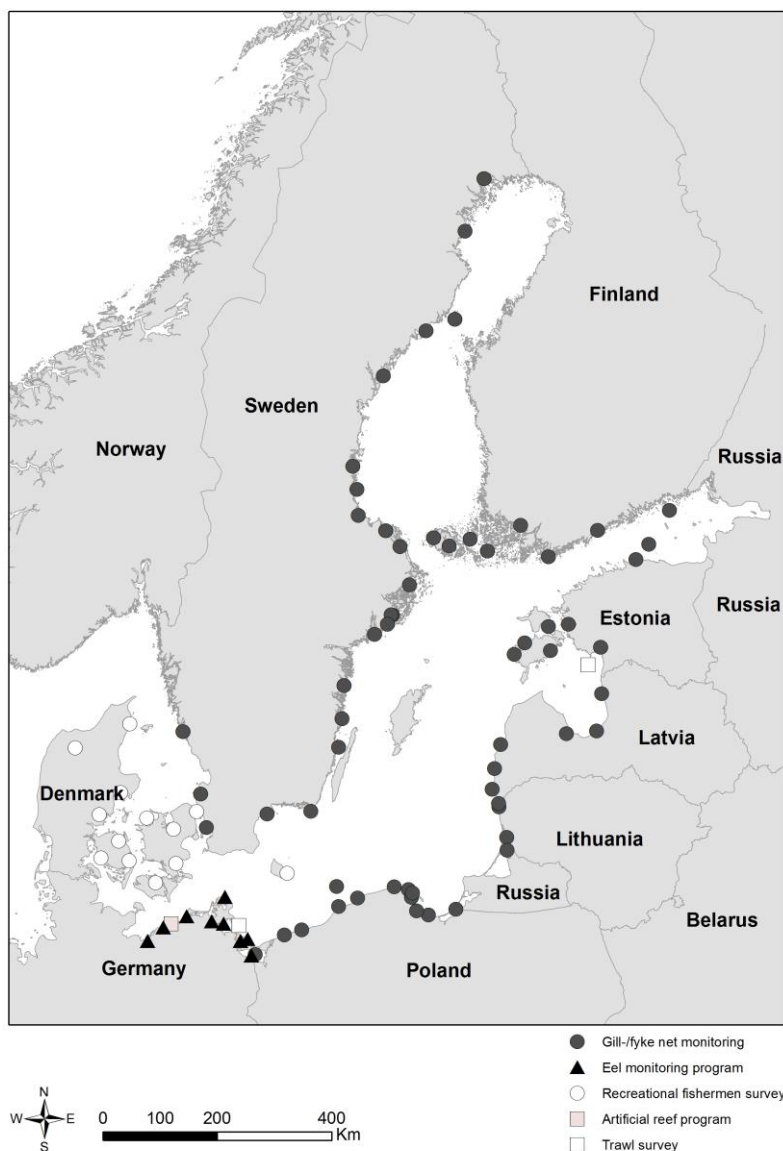 Finland
Sweden
Norway
Russia
Estonia
Russia
Latvia
Denmark
Lithuania
Russia
Belarus
Germany
Poland
Gill-/fyke net monitoring
Eel monitoring program
Recreational fishermen survey
Artificial reef program
Trawl survey
N
W E
S
0 100 200 400
Km